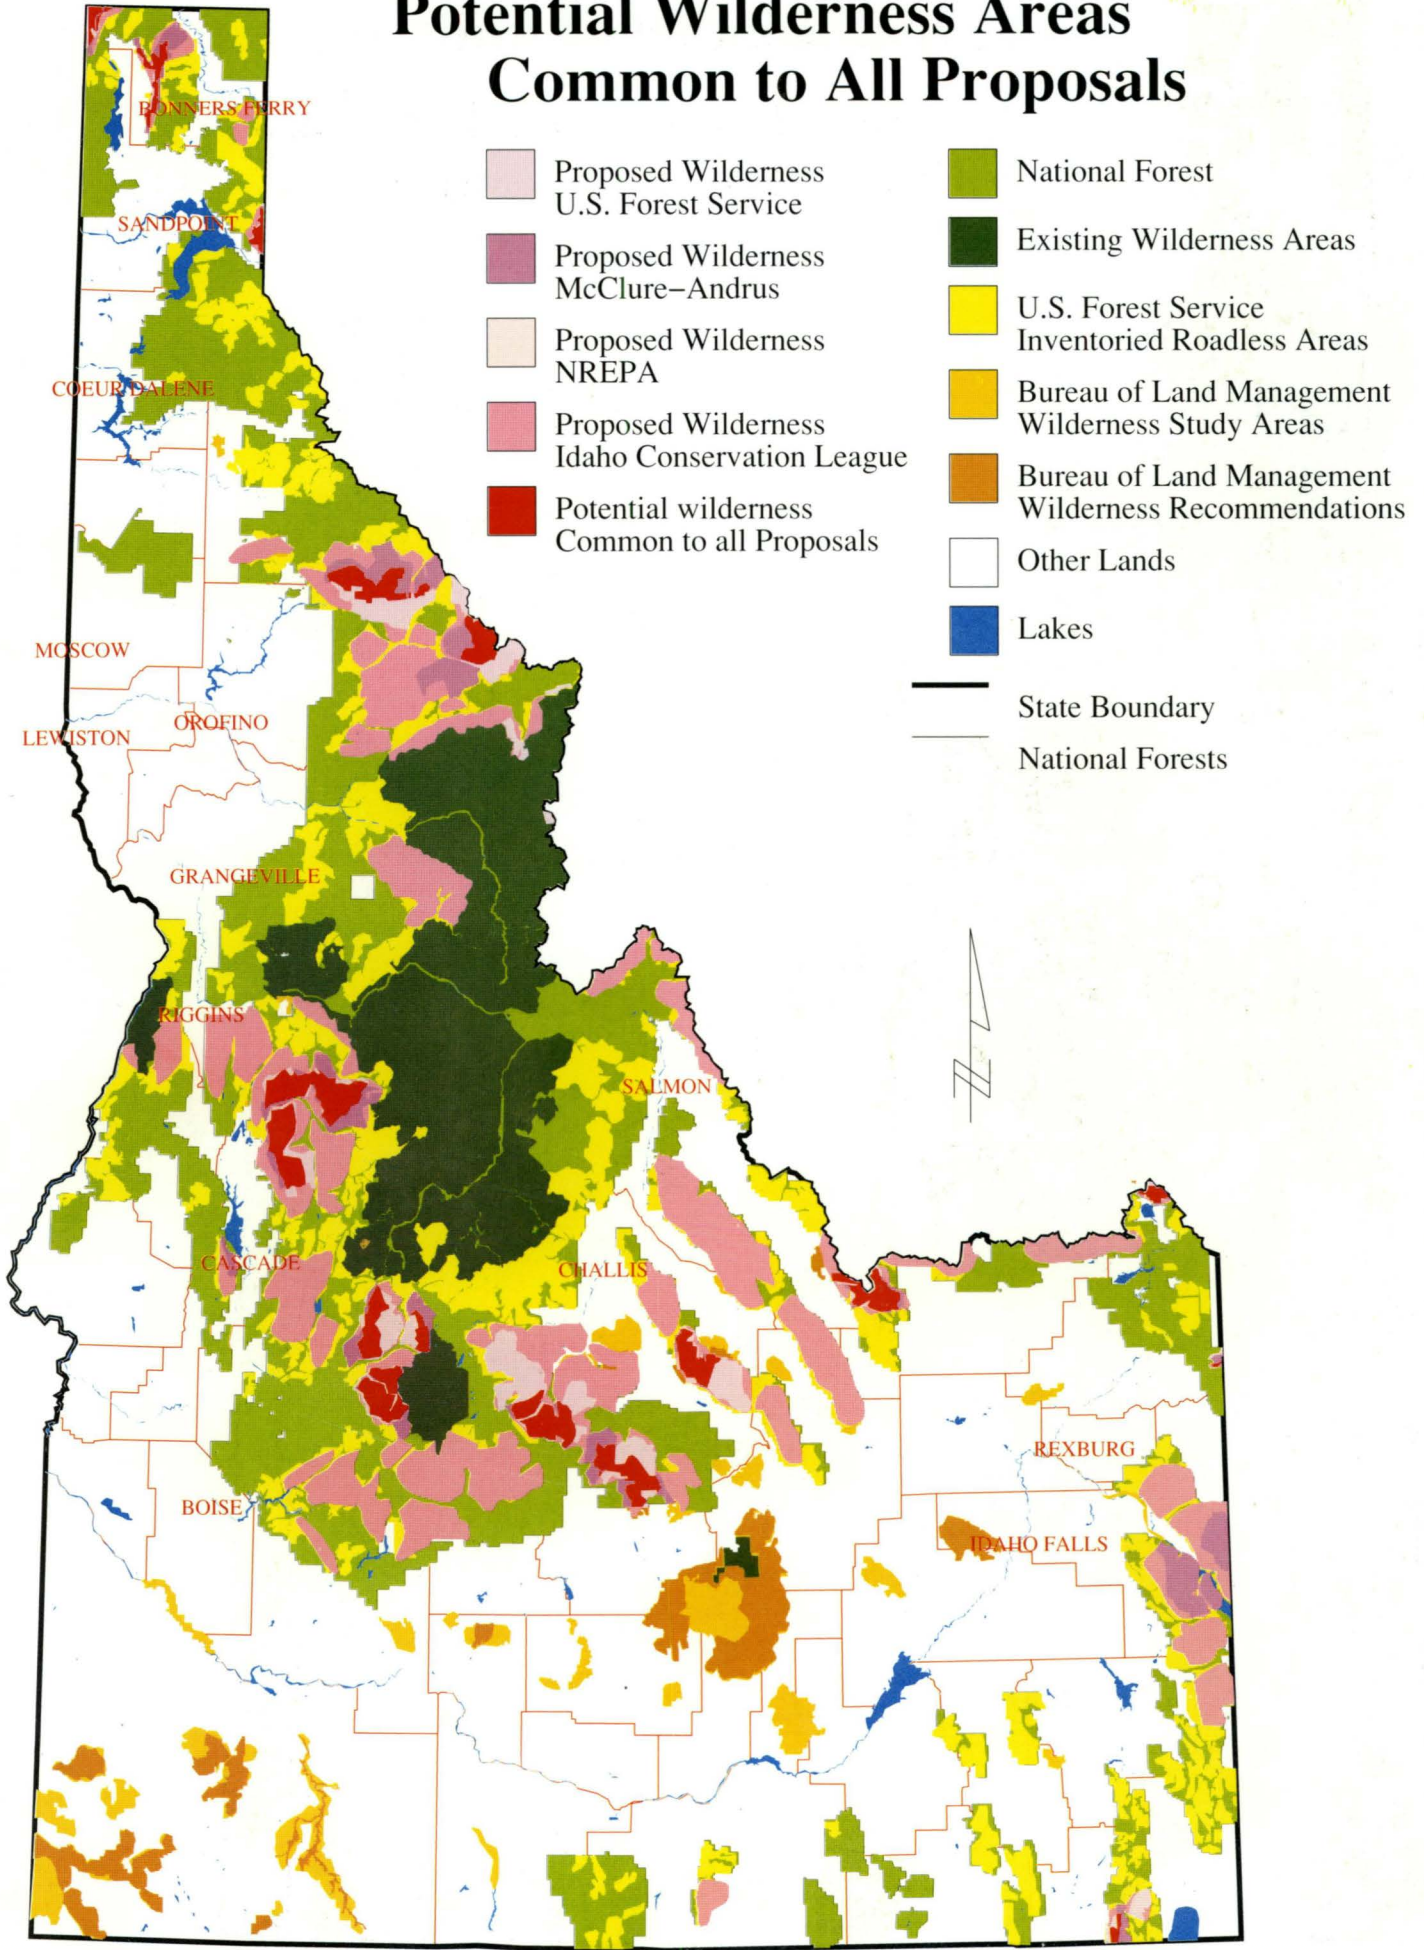 Potential Wilderness Areas
Common to All Proposals
Proposed Wilderness
U.S. Forest Service
Proposed Wilderness
McClure–Andrus
Proposed Wilderness
NREPA
Proposed Wilderness
Idaho Conservation League
Potential wilderness
Common to all Proposals
National Forest
Existing Wilderness Areas
U.S. Forest Service
Inventoried Roadless Areas
Bureau of Land Management
Wilderness Study Areas
Bureau of Land Management
Wilderness Recommendations
Other Lands
Lakes
State Boundary
National Forests
BONNERS FERRY
SANDPOINT
COEUR DALENE
MOSCOW
OROFINO
LEWISTON
GRANGEVILLE
RIGGINS
SALMON
CASCADE
CHALLIS
REXBURG
BOISE
IDAHO FALLS
N